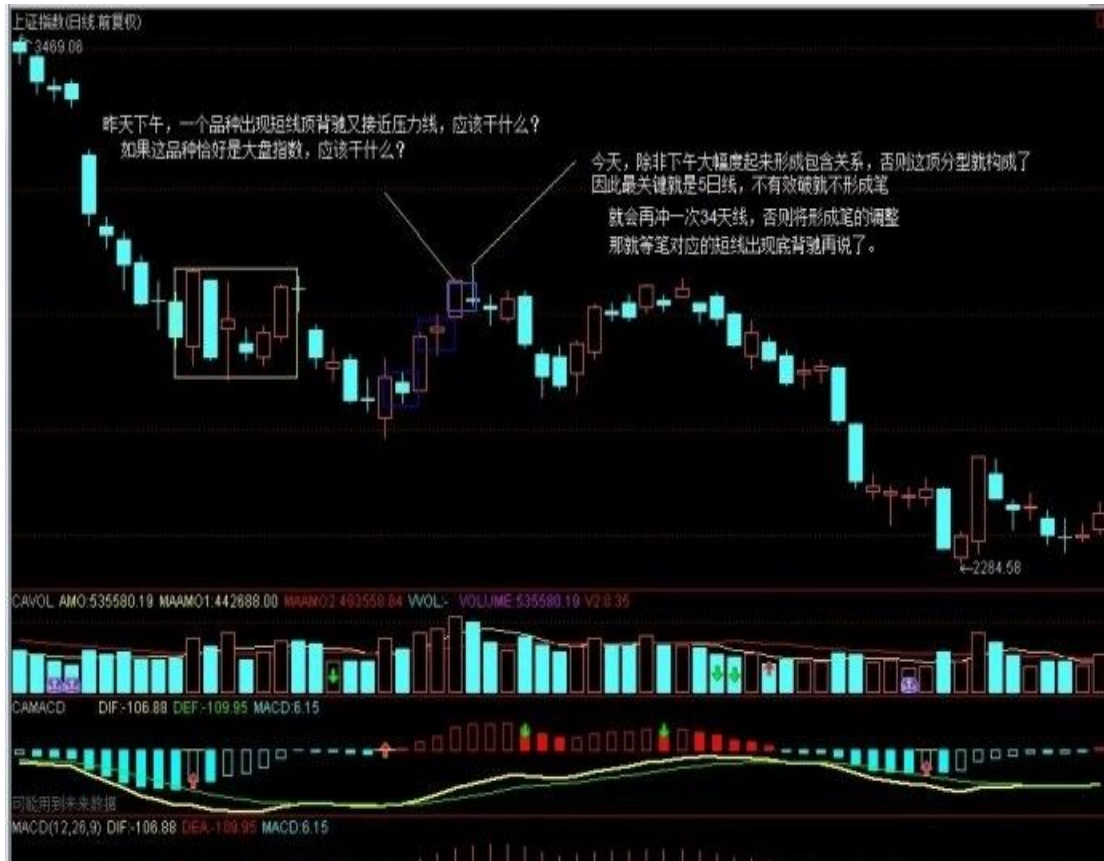 上证指数(日线.前复权)
3469.06
昨天下午，一个品种出现短线顶背驰又接近压力线，应该干什么？
如果这品种恰好是大盘指数，应该干什么？
今天，除非下午大幅度起来形成包含关系，否则这顶分型就构成了
因此最关键就是5日线，不有效破就不形成笔
就会再冲一次34天线，否则将形成笔的调整
那就等笔对应的短线出现底背驰再说了。
←2284.58
CAVOL AMO:535580.19 MAAMO1:442688.00 MAAMO2:463558.84 VVOL:- VOLUME:535580.19 V2:0.35
CAMACD DIF:-106.88 DEF:-109.95 MACD:6.15
可能用到未来数据
MACD(12,26,9) DIF:-106.88 DEA:-109.95 MACD:6.15